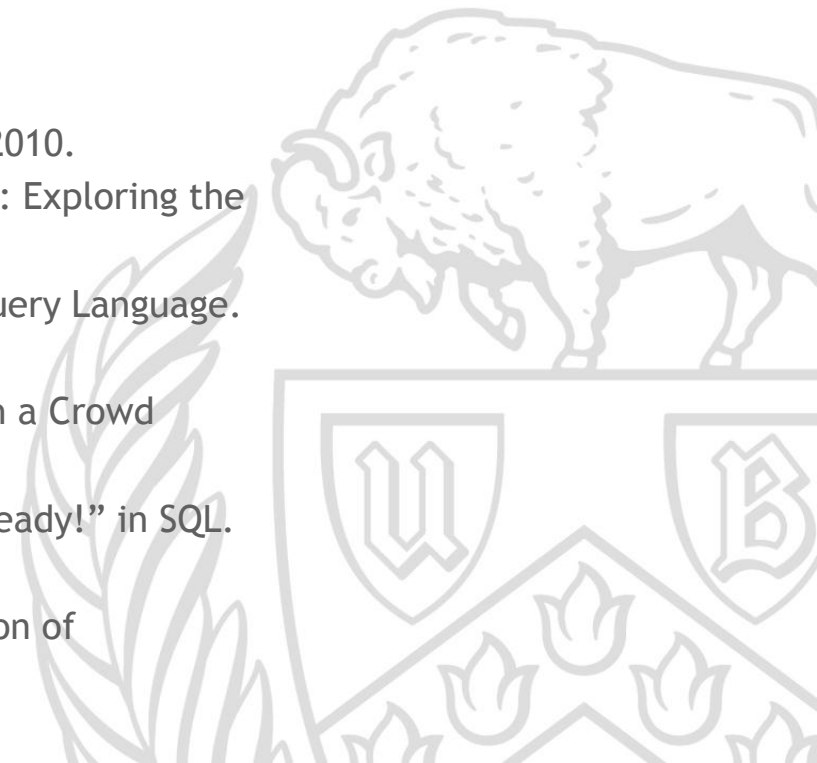 2010.
: Exploring the
uery Language.
n a Crowd
eady!” in SQL.
on of
U B